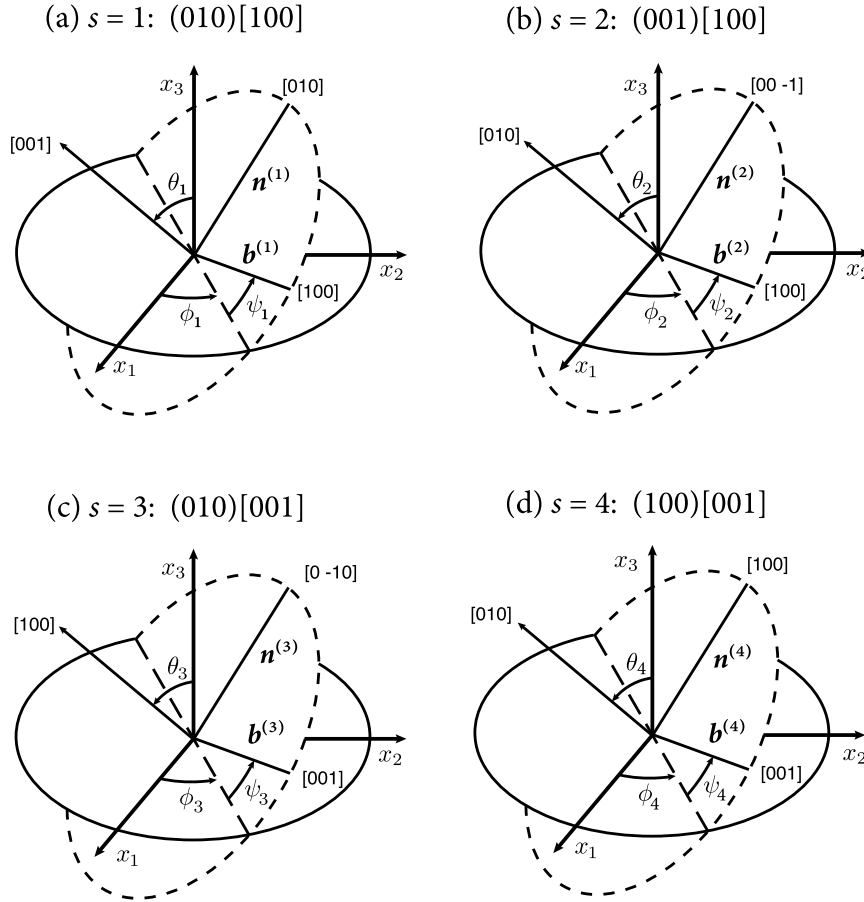 (a) s = 1: (010)[100]
x₃
[010]
[001]
θ₁
n⁽¹⁾
b⁽¹⁾
x₂
[100]
ϕ₁
ψ₁
x₁
(b) s = 2: (001)[100]
x₃
[00 -1]
[010]
θ₂
n⁽²⁾
b⁽²⁾
x₂
[100]
ϕ₂
ψ₂
x₁
(c) s = 3: (010)[001]
x₃
[0 -10]
[100]
θ₃
n⁽³⁾
b⁽³⁾
x₂
[001]
ϕ₃
ψ₃
x₁
(d) s = 4: (100)[001]
x₃
[100]
[010]
θ₄
n⁽⁴⁾
b⁽⁴⁾
x₂
[001]
ϕ₄
ψ₄
x₁